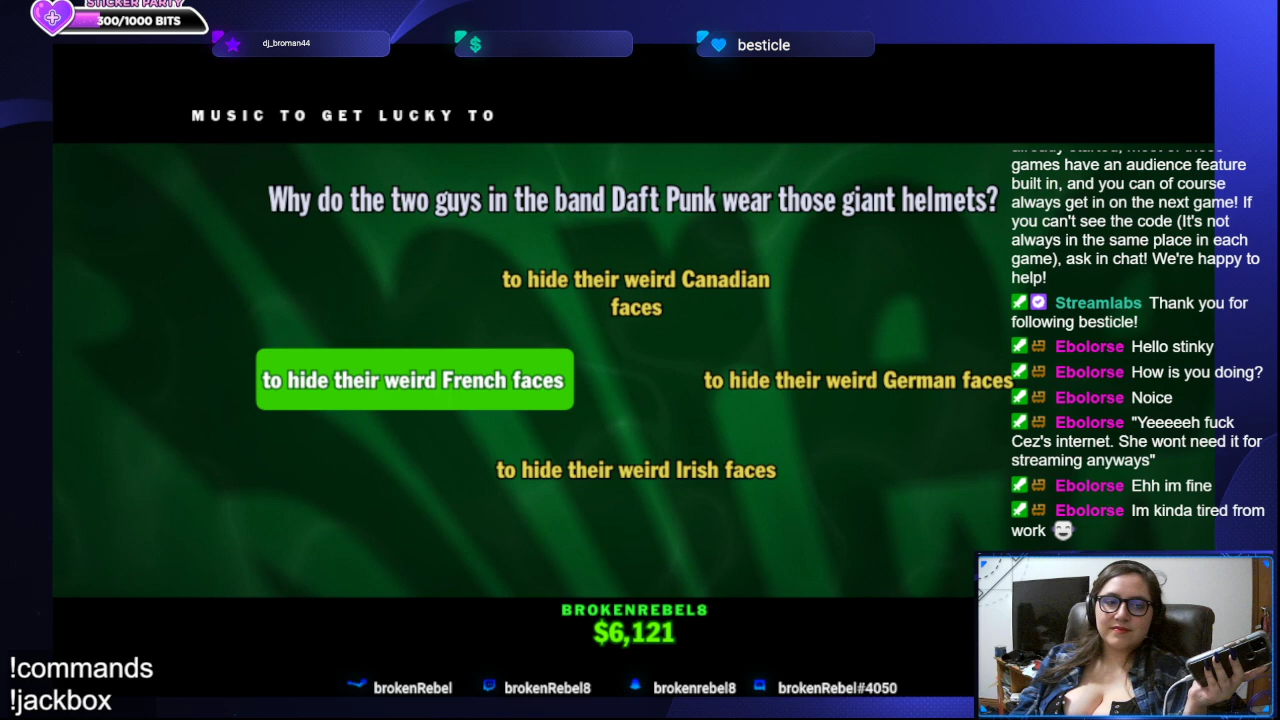 STICKER PARTY
300/1000 BITS
dj_broman44
besticle
MUSIC TO GET LUCKY TO
Why do the two guys in the band Daft Punk wear those giant helmets?
to hide their weird Canadian
faces
to hide their weird French faces
to hide their weird German faces
to hide their weird Irish faces
BROKENREBEL8
$6,121
games have an audience feature
built in, and you can of course
always get in on the next game! If
you can't see the code (It's not
always in the same place in each
game), ask in chat! We're happy to
help!
Streamlabs Thank you for
following besticle!
Ebolorse Hello stinky
Ebolorse How is you doing?
Ebolorse Noice
Ebolorse "Yeeeeeh fuck
Cez's internet. She wont need it for
streaming anyways"
Ebolorse Ehh im fine
Ebolorse Im kinda tired from
work
!commands
!jackbox
brokenRebel
brokenRebel8
brokenrebel8
brokenRebel#4050